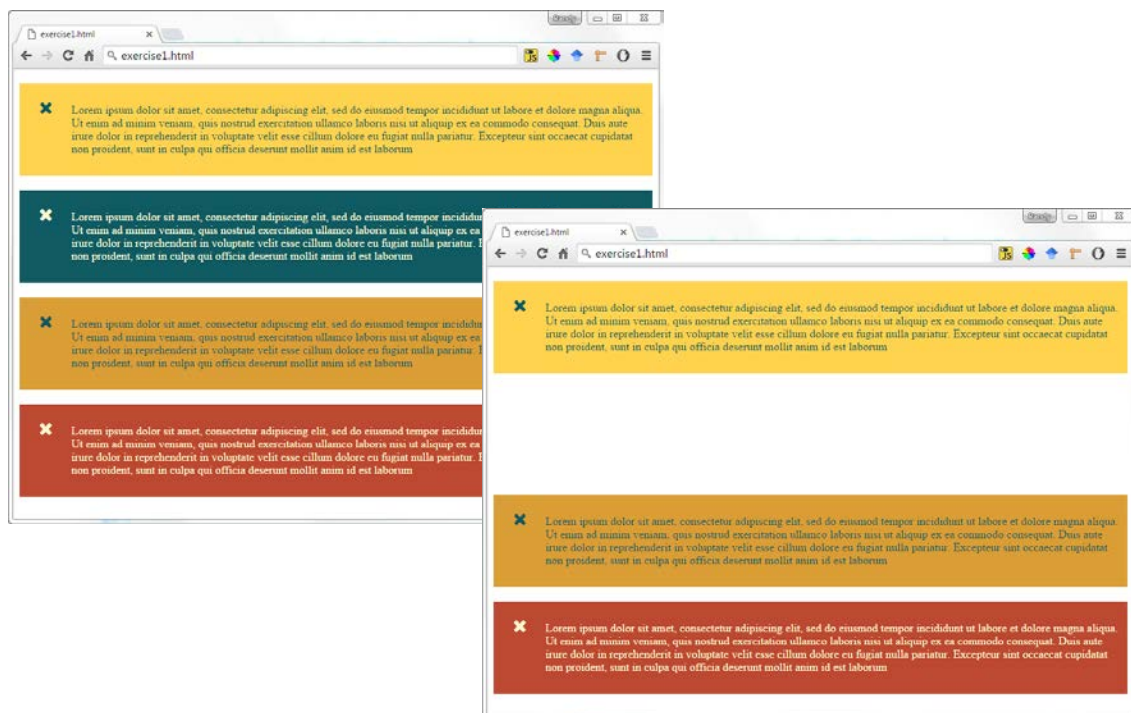 exercise1.html
exercise1.html
Lorem ipsum dolor sit amet, consectetur adipiscing elit, sed do eiusmod tempor incididunt ut labore et dolore magna aliqua.
Ut enim ad minim veniam, quis nostrud exercitation ullamco laboris nisi ut aliquip ex ea commodo consequat. Duis aute
irure dolor in reprehenderit in voluptate velit esse cillum dolore eu fugiat nulla pariatur. Excepteur sint occaecat cupidatat
non proident, sunt in culpa qui officia deserunt mollit anim id est laborum
Lorem ipsum dolor sit amet, consectetur adipiscing elit, sed do eiusmod tempor
Ut enim ad minim veniam, quis nostrud exercitation ullamco laboris nisi ut aliquip ex ea
irure dolor in reprehenderit in voluptate velit esse cillum dolore eu fugiat nulla pariatur.
non proident, sunt in culpa qui officia deserunt mollit anim id est laborum
Lorem ipsum dolor sit amet, consectetur adipiscing elit, sed do eiusmod tempor
Ut enim ad minim veniam, quis nostrud exercitation ullamco laboris nisi ut aliquip ex ea
irure dolor in reprehenderit in voluptate velit esse cillum dolore eu fugiat nulla pariatur.
non proident, sunt in culpa qui officia deserunt mollit anim id est laborum
Lorem ipsum dolor sit amet, consectetur adipiscing elit, sed do eiusmod tempor
Ut enim ad minim veniam, quis nostrud exercitation ullamco laboris nisi ut aliquip ex ea
irure dolor in reprehenderit in voluptate velit esse cillum dolore eu fugiat nulla pariatur.
non proident, sunt in culpa qui officia deserunt mollit anim id est laborum
exercise1.html
exercise1.html
JS
Lorem ipsum dolor sit amet, consectetur adipiscing elit, sed do eiusmod tempor incididunt ut labore et dolore magna aliqua.
Ut enim ad minim veniam, quis nostrud exercitation ullamco laboris nisi ut aliquip ex ea commodo consequat. Duis aute
irure dolor in reprehenderit in voluptate velit esse cillum dolore eu fugiat nulla pariatur. Excepteur sint occaecat cupidatat
non proident, sunt in culpa qui officia deserunt mollit anim id est laborum
Lorem ipsum dolor sit amet, consectetur adipiscing elit, sed do eiusmod tempor incididunt ut labore et dolore magna aliqua.
Ut enim ad minim veniam, quis nostrud exercitation ullamco laboris nisi ut aliquip ex ea commodo consequat. Duis aute
irure dolor in reprehenderit in voluptate velit esse cillum dolore eu fugiat nulla pariatur. Excepteur sint occaecat cupidatat
non proident, sunt in culpa qui officia deserunt mollit anim id est laborum
Lorem ipsum dolor sit amet, consectetur adipiscing elit, sed do eiusmod tempor incididunt ut labore et dolore magna aliqua.
Ut enim ad minim veniam, quis nostrud exercitation ullamco laboris nisi ut aliquip ex ea commodo consequat. Duis aute
irure dolor in reprehenderit in voluptate velit esse cillum dolore eu fugiat nulla pariatur. Excepteur sint occaecat cupidatat
non proident, sunt in culpa qui officia deserunt mollit anim id est laborum